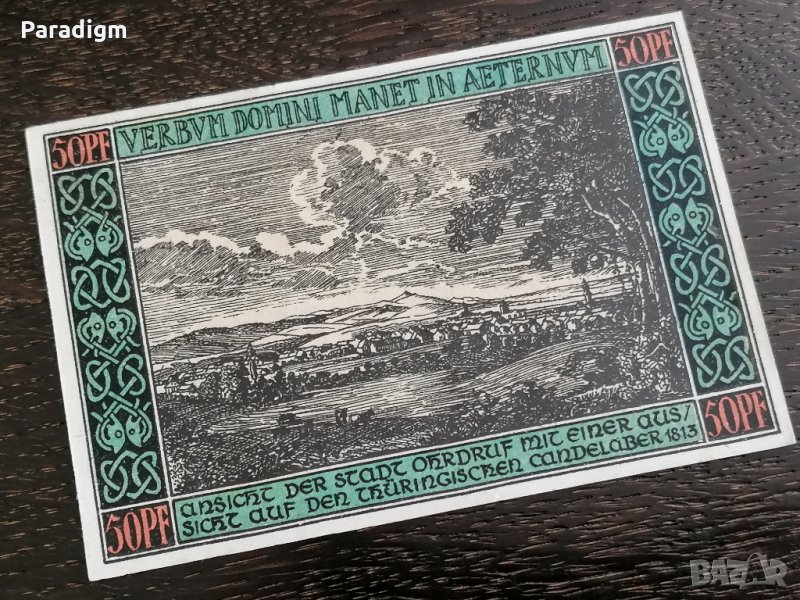 Paradigm
50PF
VERBVM DOMINI MANET IN AETERNVM
50PF
ANSICHT DER STADT OHRDRUF MIT EINER AUS/
SICHT AUF DEN THÜRINGISCHEN CANDELABER 1813
50PF
50PF
BAZAR